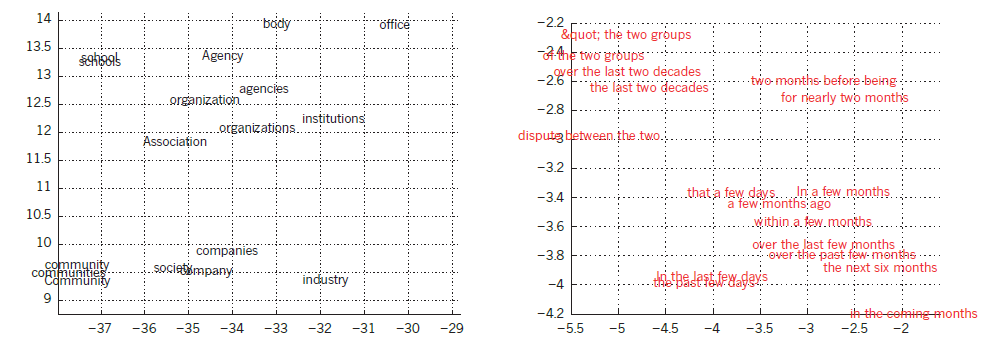 14
body
office
13.5
school
Agency
schools
13
agencies
organization
12.5
institutions
organizations
12
Association
11.5
11
10.5
10
companies
community
society
company
9.5
communities
industry
Community
9
−37
−36
−35
−34
−33
−32
−31
−30
−29
−2.2
&quot; the two groups
−2.4
of the two groups
over the last two decades
−2.6
two months before being
the last two decades
for nearly two months
−2.8
dispute between the two
−3
−3.2
that a few days
In a few months
−3.4
a few months ago
within a few months
−3.6
over the last few months
−3.8
over the past few months
the next six months
In the last few days
−4
the past few days
−4.2
in the coming months
−5.5
−5
−4.5
−4
−3.5
−3
−2.5
−2